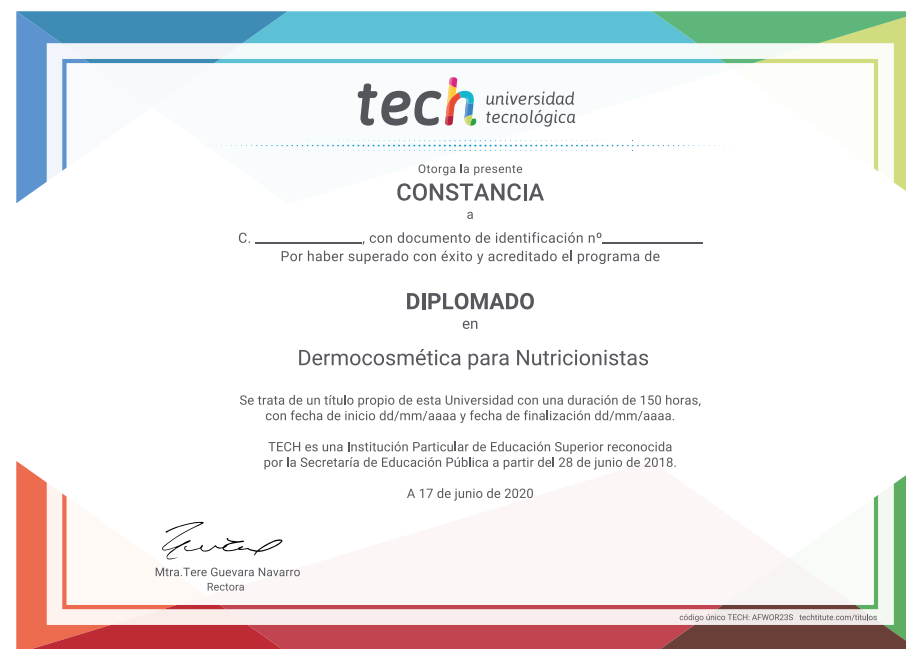 tech universidad
tecnológica
Otorga la presente
CONSTANCIA
a
C. ______________, con documento de identificación nº______________
Por haber superado con éxito y acreditado el programa de
DIPLOMADO
en
Dermocosmética para Nutricionistas
Se trata de un título propio de esta Universidad con una duración de 150 horas,
con fecha de inicio dd/mm/aaaa y fecha de finalización dd/mm/aaaa.
TECH es una Institución Particular de Educación Superior reconocida
por la Secretaría de Educación Pública a partir del 28 de junio de 2018.
A 17 de junio de 2020
Mtra.Tere Guevara Navarro
Rectora
código único TECH: AFWOR23S techtitute.com/titulos